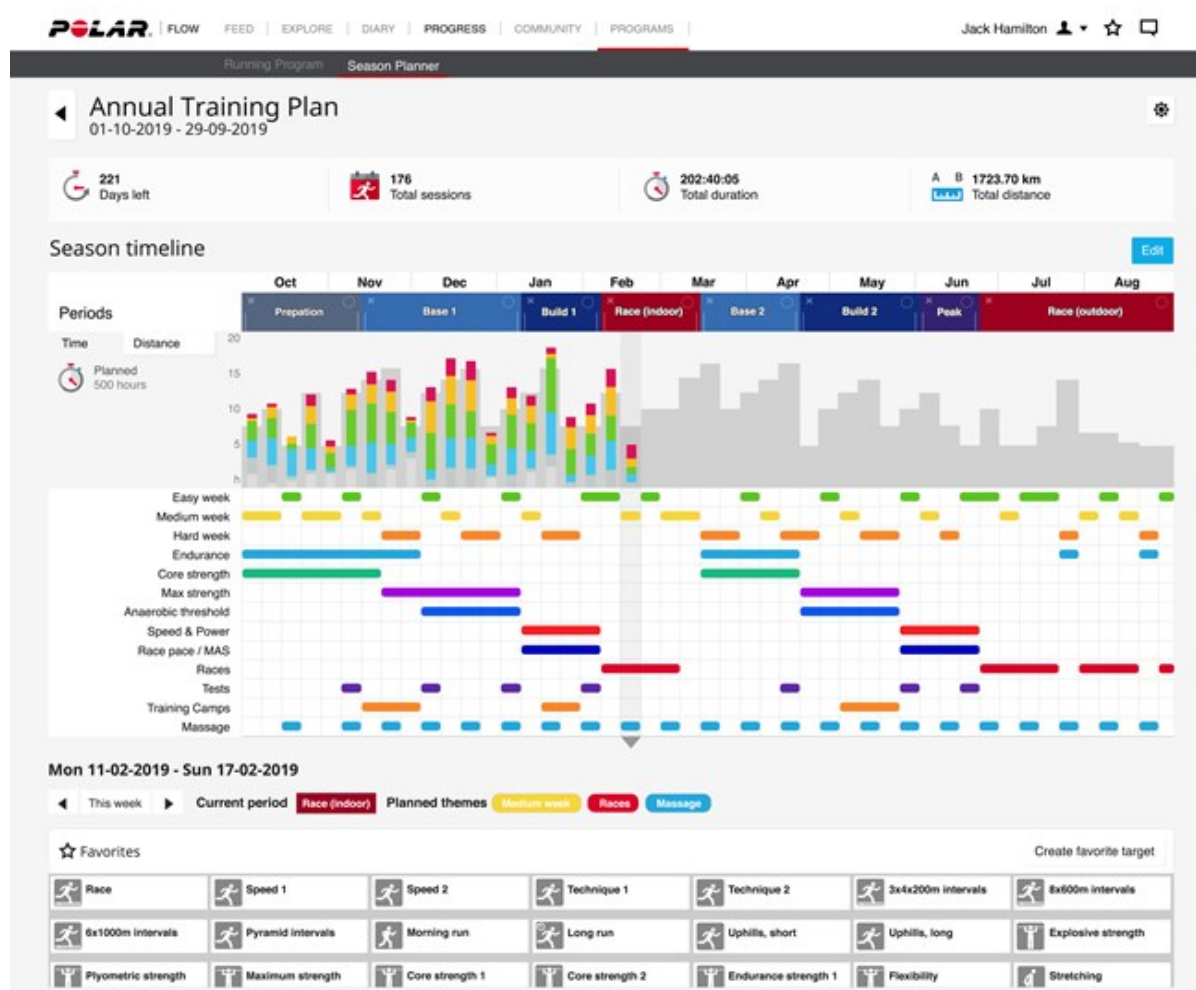 POLAR. FLOW FEED EXPLORE DIARY PROGRESS COMMUNITY PROGRAMS Jack Hamilton
Running Program Season Planner
Annual Training Plan
01-10-2019 - 29-09-2019
221 176 202:40:05 A B 1723.70 km
Days left Total sessions Total duration Total distance
Season timeline Edit
Oct Nov Dec Jan Feb Mar Apr May Jun Jul Aug
Periods Prepation Base 1 Build 1 Race (indoor) Base 2 Build 2 Peak Race (outdoor)
Time Distance 20
Planned 15
500 hours
10
5
h
Easy week
Medium week
Hard week
Endurance
Core strength
Max strength
Anaerobic threshold
Speed & Power
Race pace / MAS
Races
Tests
Training Camps
Massage
Mon 11-02-2019 - Sun 17-02-2019
This week Current period Race (indoor) Planned themes Medium week Races Massage
Favorites Create favorite target
Race Speed 1 Speed 2 Technique 1 Technique 2 3x4x200m intervals 8x600m intervals
6x1000m intervals Pyramid intervals Morning run Long run Uphills, short Uphills, long Explosive strength
Plyometric strength Maximum strength Core strength 1 Core strength 2 Endurance strength 1 Flexibility Stretching